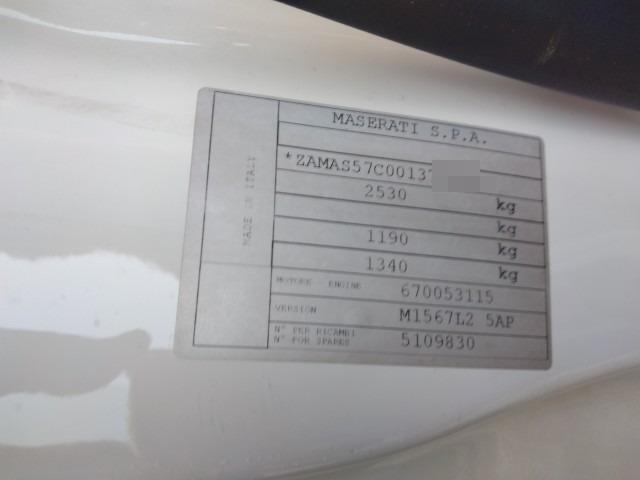 MASERATI S.P.A.
MADE IN ITALY
*ZAMAS57C00137
2530 kg
kg
1190 kg
1340 kg
MOTORE - ENGINE 670053115
VERSION M1567L2 5AP
N° PER RICAMBI
N° FOR SPARES 5109830